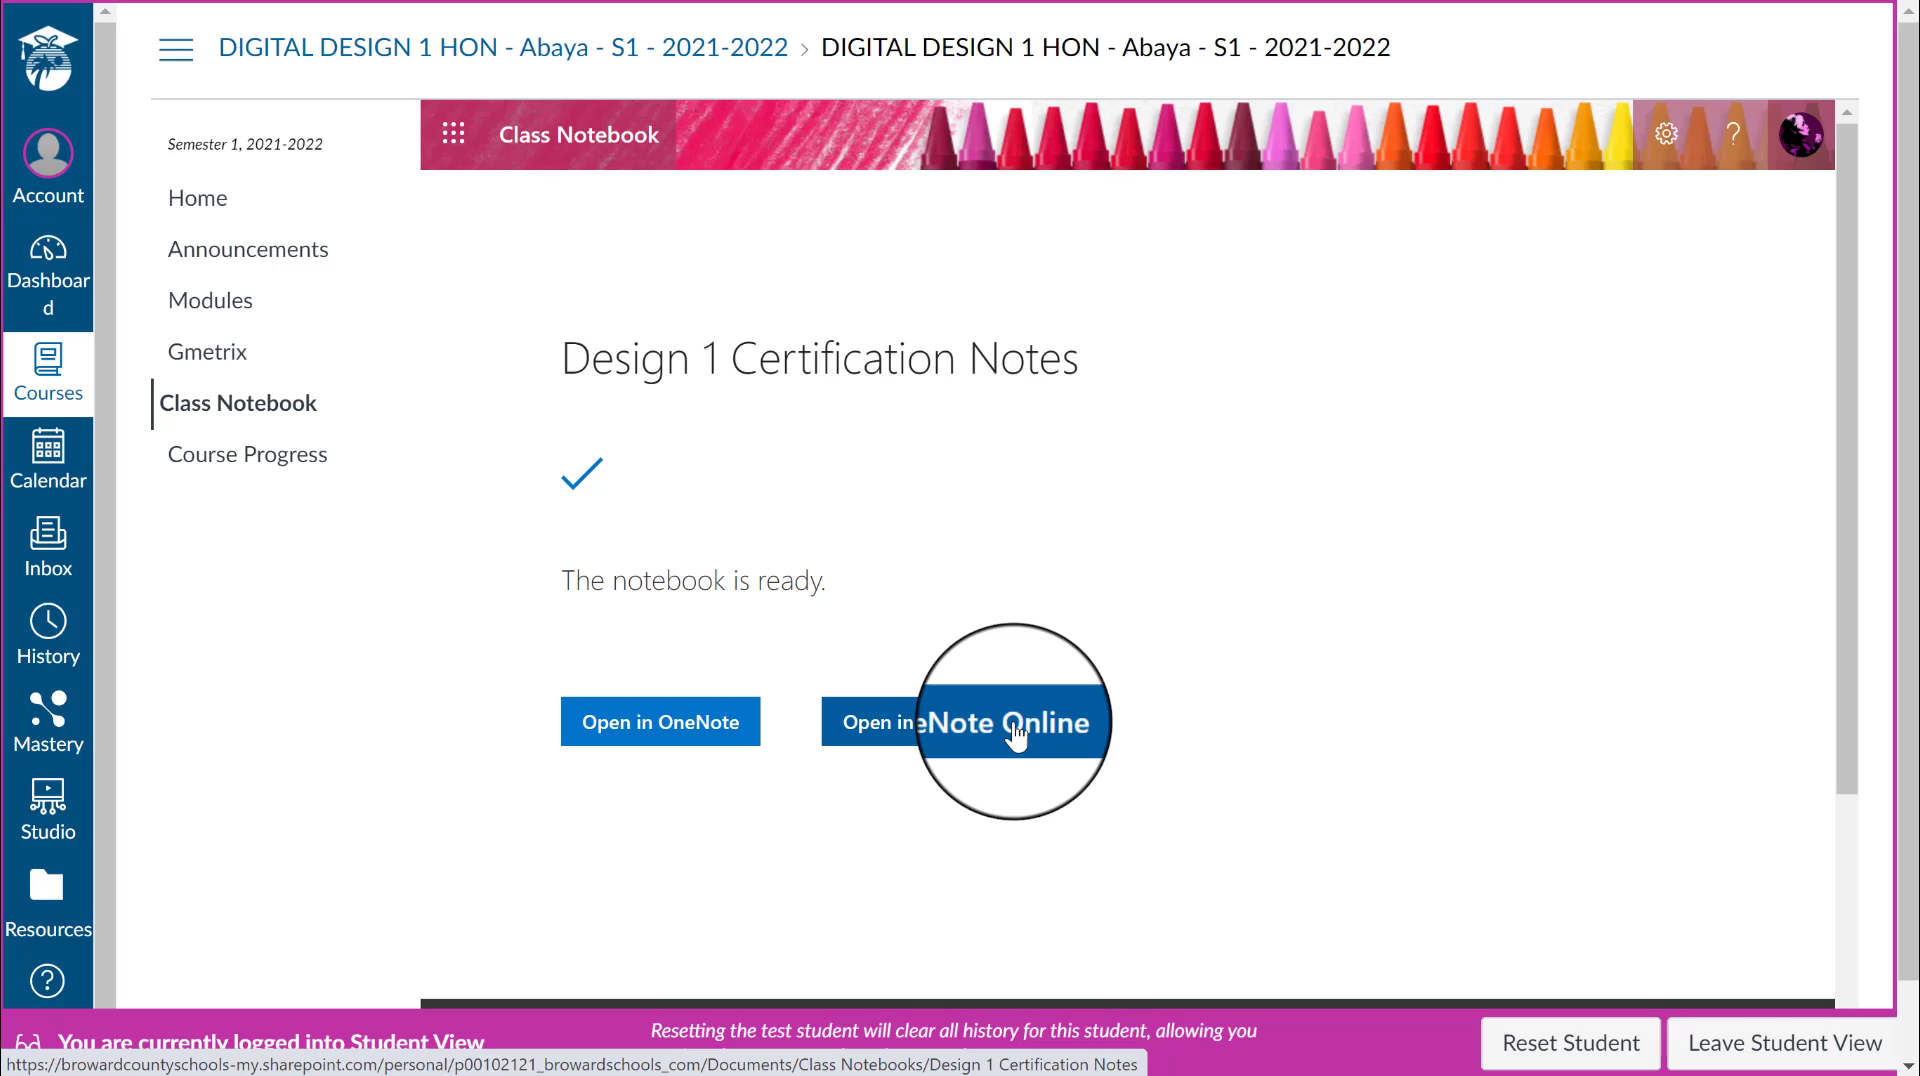 DIGITAL DESIGN 1 HON - Abaya - S1 - 2021-2022 > DIGITAL DESIGN 1 HON - Abaya - S1 - 2021-2022
Account
Dashboar
d
Courses
Calendar
Inbox
History
Mastery
Studio
Resources
Semester 1, 2021-2022
Home
Announcements
Modules
Gmetrix
Class Notebook
Course Progress
Class Notebook
Design 1 Certification Notes
The notebook is ready.
Open in OneNote
Open in eNote Online
You are currently logged into Student View
Resetting the test student will clear all history for this student, allowing you
Reset Student
Leave Student View
https://browardcountyschools-my.sharepoint.com/personal/p00102121_browardschools_com/Documents/Class Notebooks/Design 1 Certification Notes